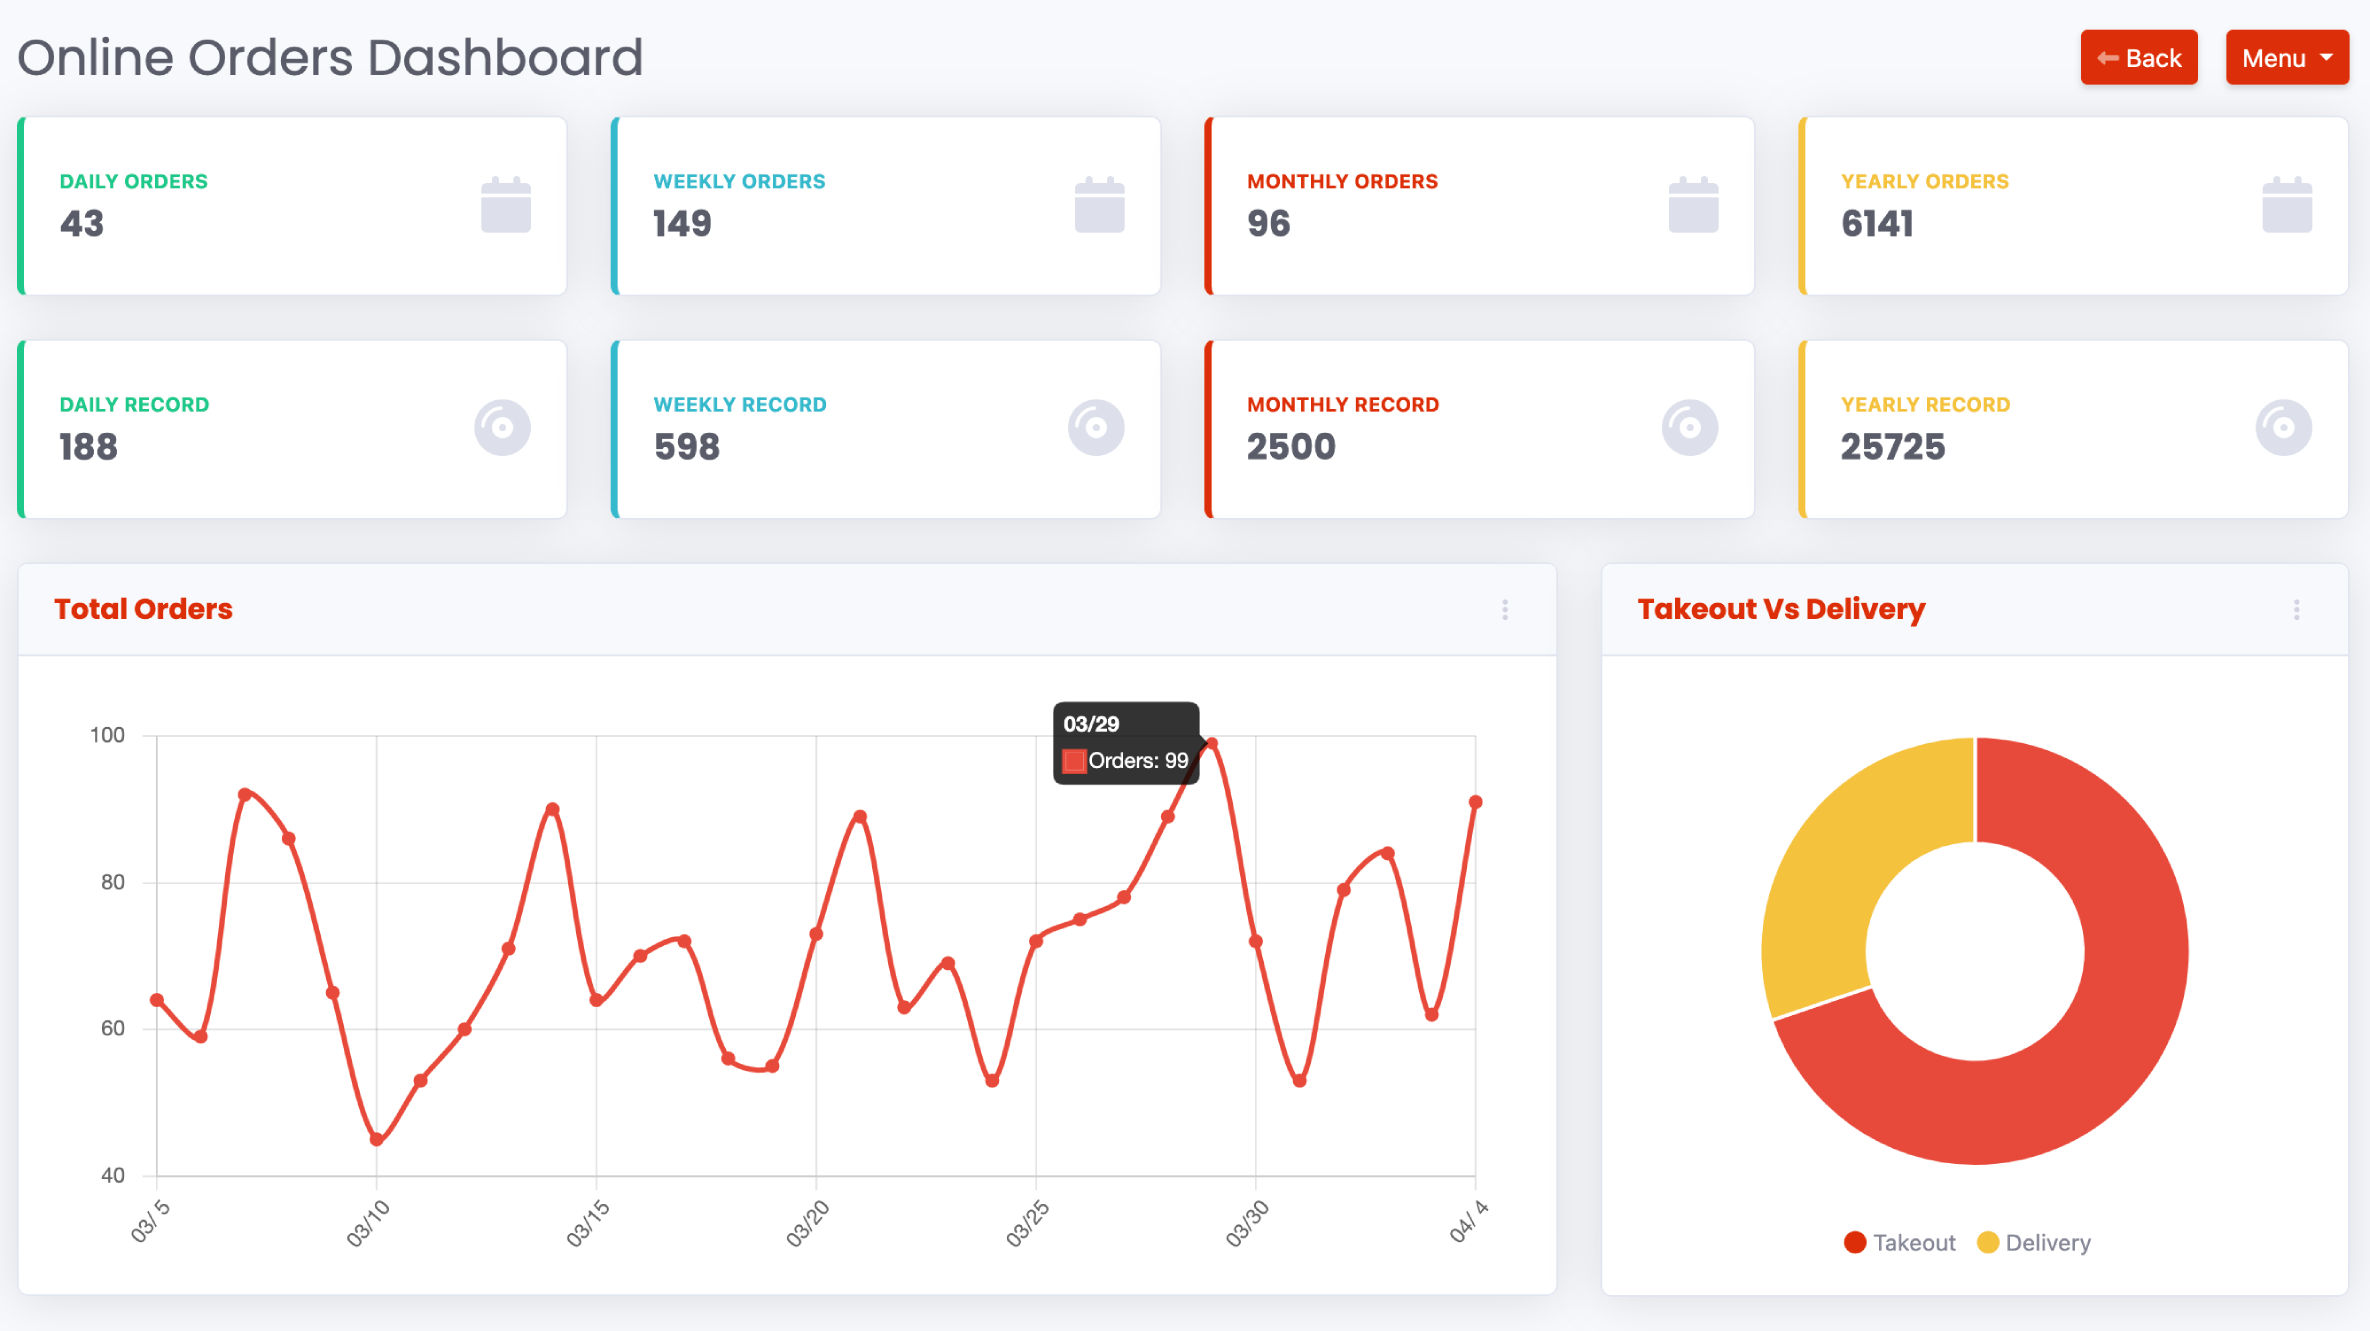 Online Orders Dashboard
Back
Menu
DAILY ORDERS
43
WEEKLY ORDERS
149
MONTHLY ORDERS
96
YEARLY ORDERS
6141
DAILY RECORD
188
WEEKLY RECORD
598
MONTHLY RECORD
2500
YEARLY RECORD
25725
Total Orders
03/29
Orders: 99
100
80
60
40
03/ 5
03/10
03/15
03/20
03/25
03/30
04/ 4
Takeout Vs Delivery
Takeout
Delivery